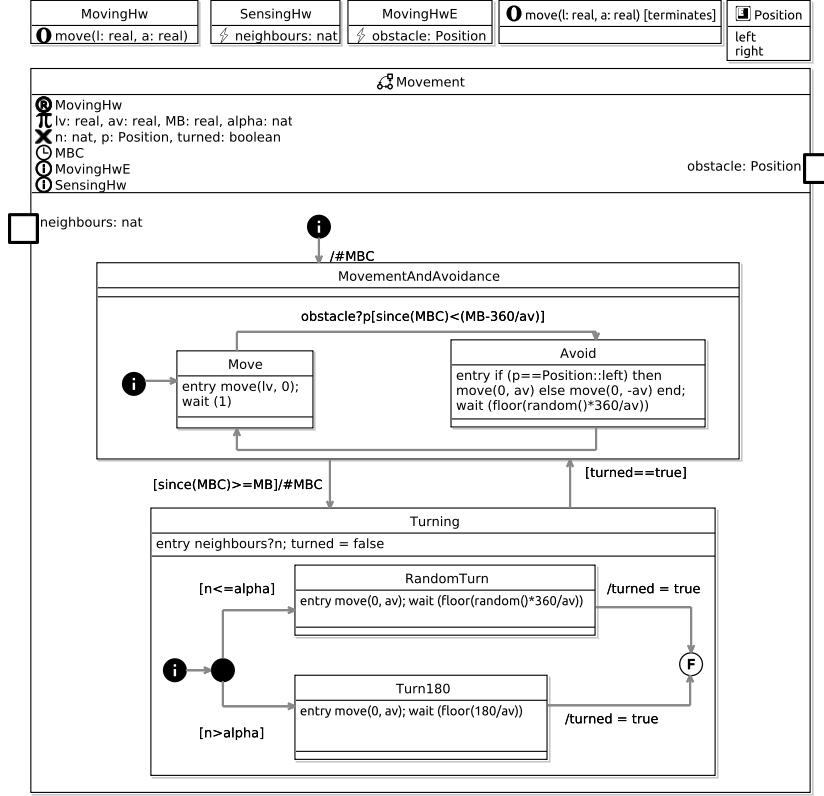 MovingHw
move(l: real, a: real)
SensingHw
neighbours: nat
MovingHwE
obstacle: Position
move(l: real, a: real) [terminates]
Position
left
right
Movement
R MovingHw
π lv: real, av: real, MB: real, alpha: nat
X n: nat, p: Position, turned: boolean
MBC
i MovingHwE
i SensingHw
obstacle: Position
neighbours: nat
i
/#MBC
MovementAndAvoidance
obstacle?p[since(MBC)<(MB-360/av)]
i
Move
entry move(lv, 0);
wait (1)
Avoid
entry if (p==Position::left) then
move(0, av) else move(0, -av) end;
wait (floor(random()*360/av))
[since(MBC)>=MB]/#MBC
[turned==true]
Turning
entry neighbours?n; turned = false
[n<=alpha]
RandomTurn
entry move(0, av); wait (floor(random()*360/av))
/turned = true
i
F
[n>alpha]
Turn180
entry move(0, av); wait (floor(180/av))
/turned = true